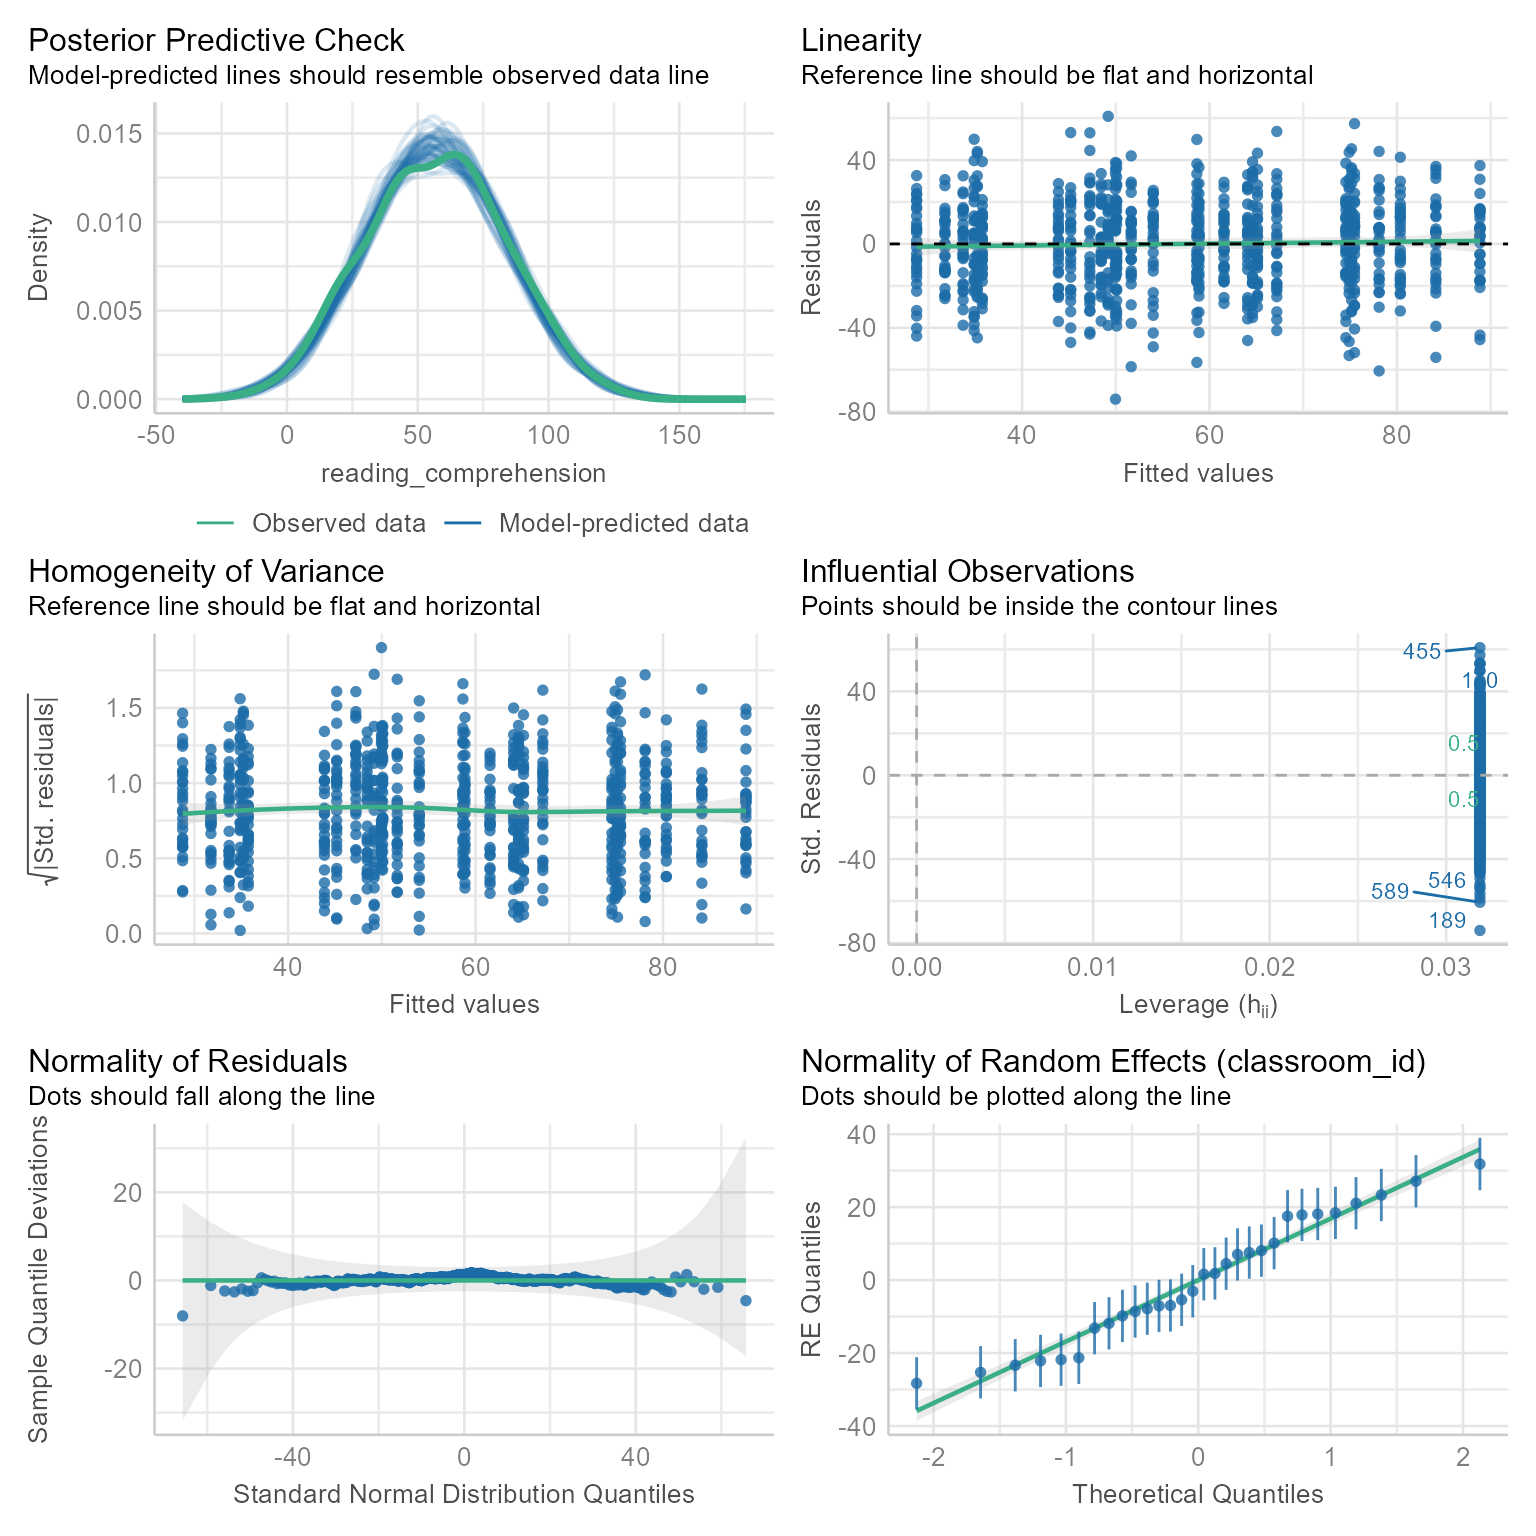 Posterior Predictive Check
Model-predicted lines should resemble observed data line
Density
0.015
0.010
0.005
0.000
-50 0 50 100 150
reading_comprehension
Observed data Model-predicted data
Linearity
Reference line should be flat and horizontal
Residuals
40
0
-40
-80
40 60 80
Fitted values
Homogeneity of Variance
Reference line should be flat and horizontal
√|Std. residuals|
1.5
1.0
0.5
0.0
40 60 80
Fitted values
Influential Observations
Points should be inside the contour lines
Std. Residuals
40
0
-40
-80
455
0.5
0.5
546
589
189
0.00 0.01 0.02 0.03
Leverage (hii)
Normality of Residuals
Dots should fall along the line
Sample Quantile Deviations
20
0
-20
-40 0 40
Standard Normal Distribution Quantiles
Normality of Random Effects (classroom_id)
Dots should be plotted along the line
RE Quantiles
40
20
0
-20
-40
-2 -1 0 1 2
Theoretical Quantiles